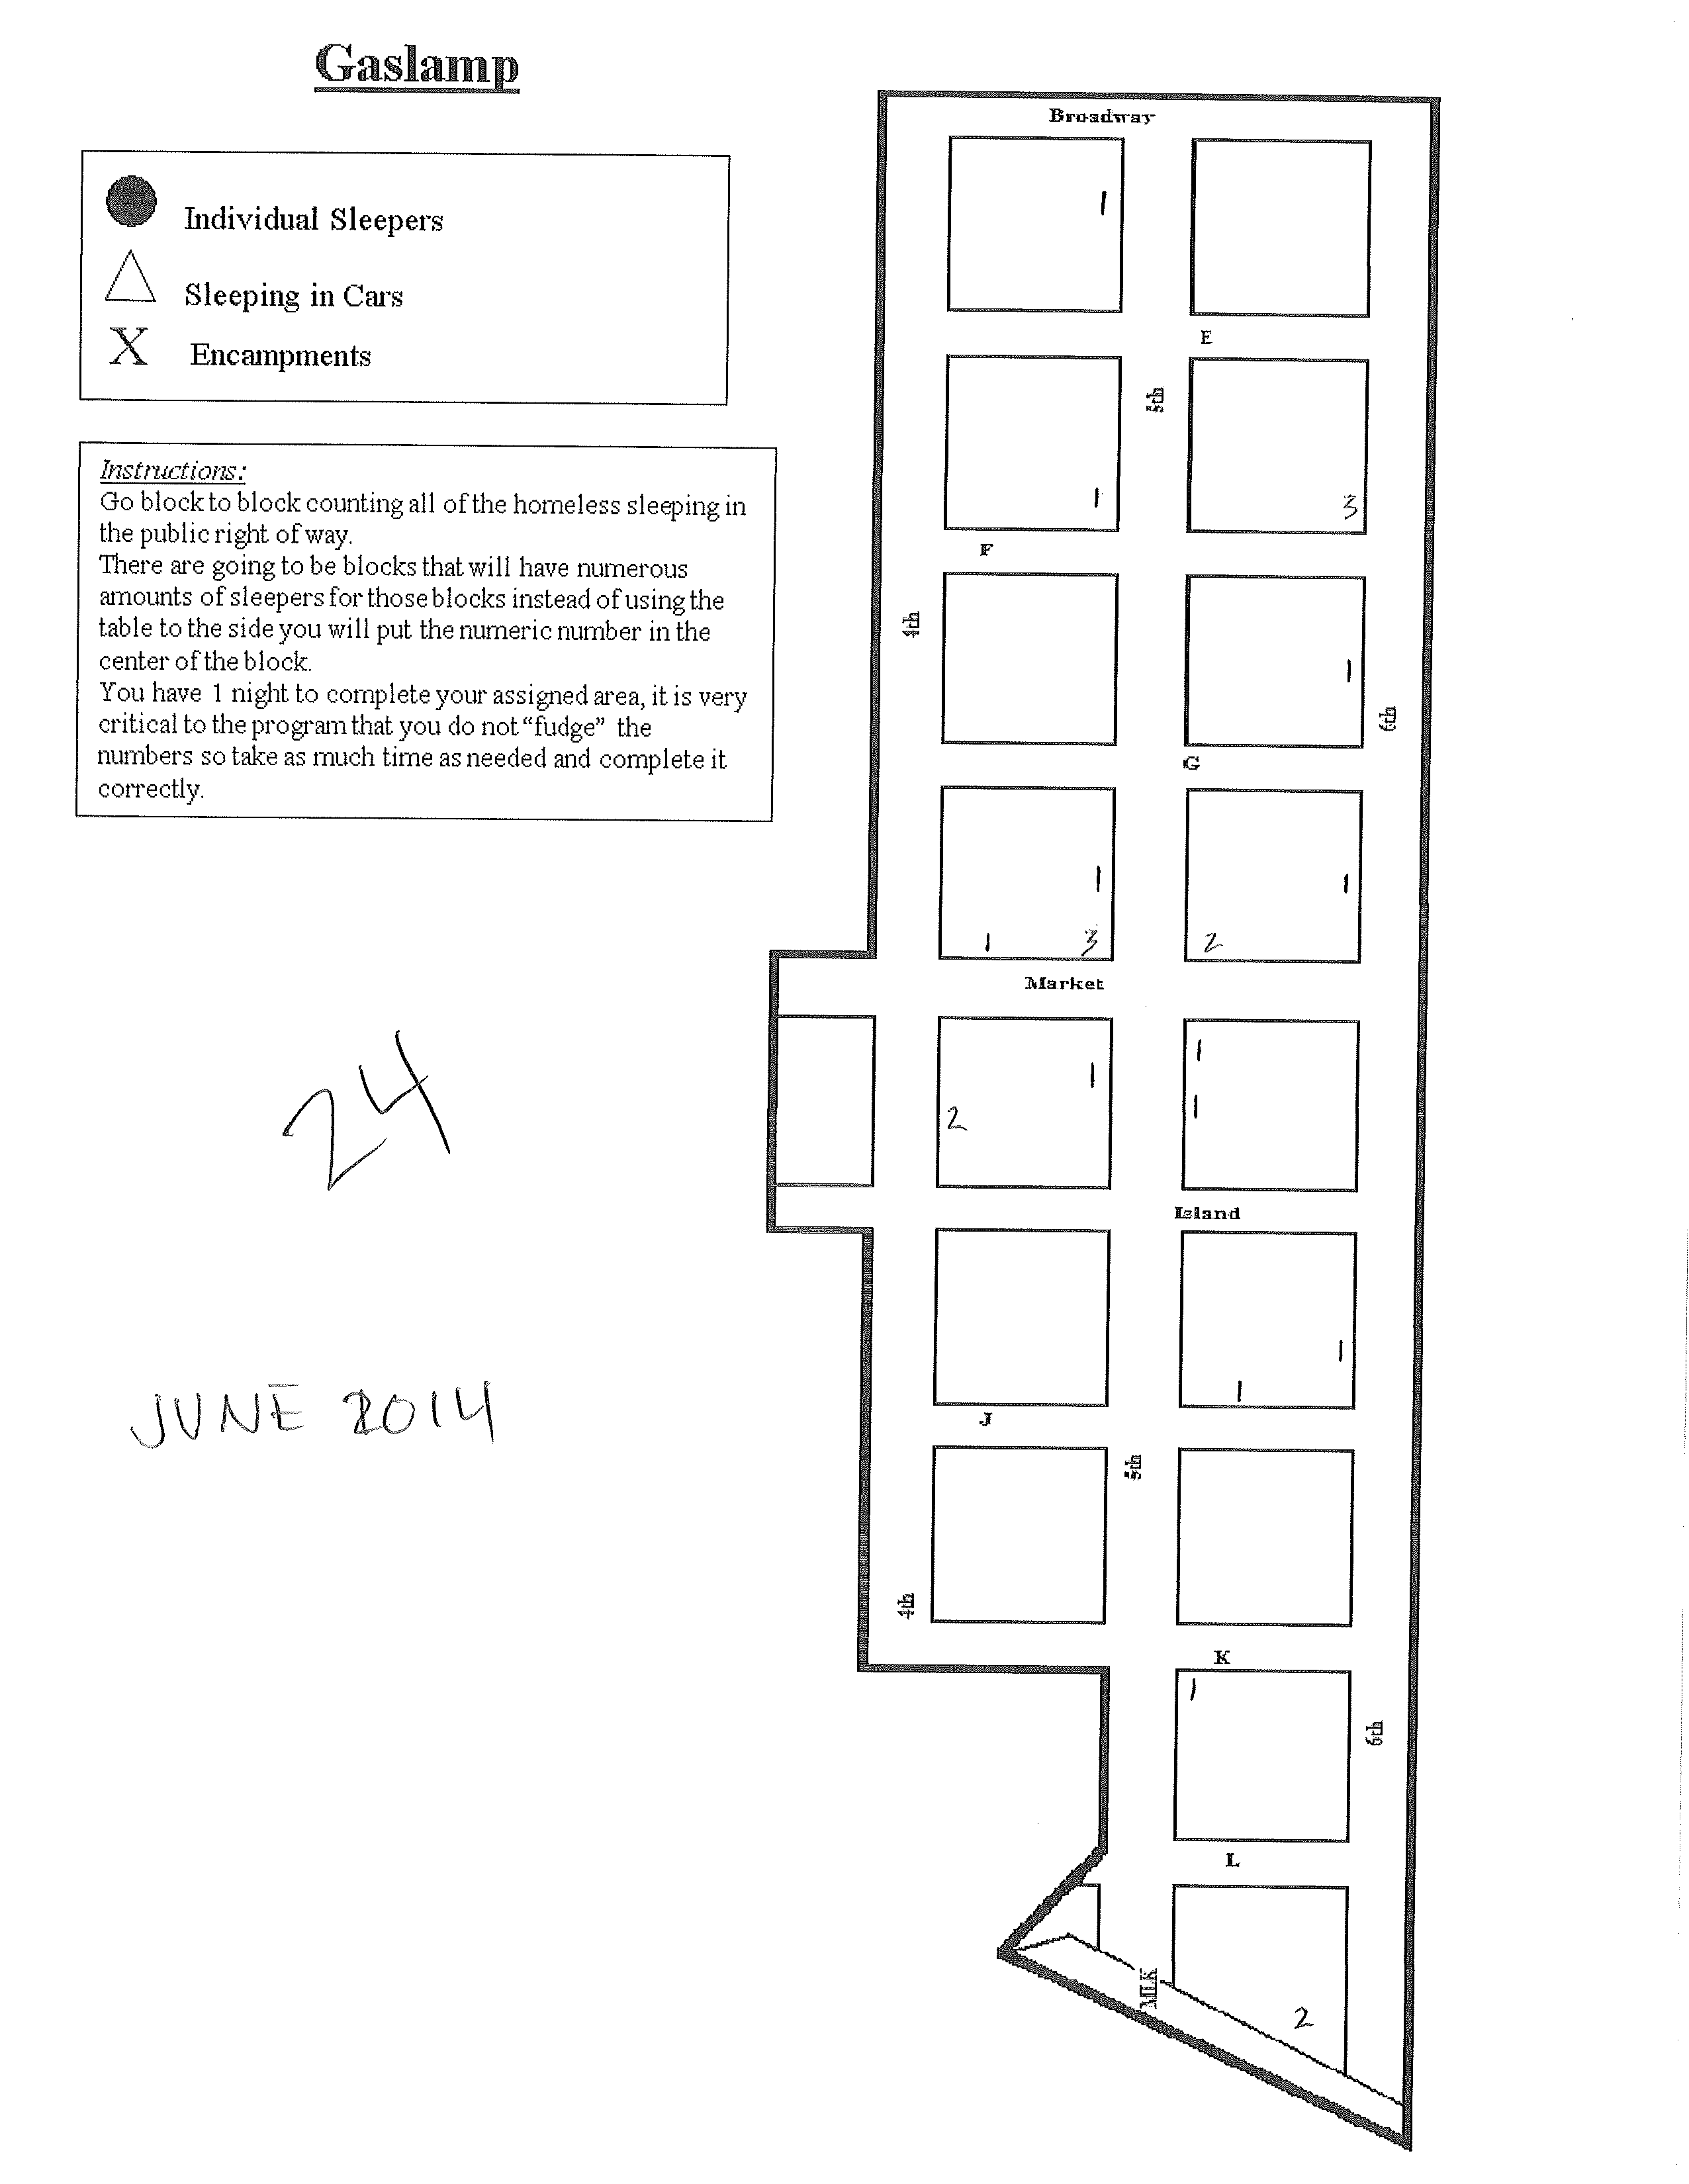 Gaslamp
Individual Sleepers
Sleeping in Cars
X Encampments
Instructions:
Go block to block counting all of the homeless sleeping in
the public right of way.
There are going to be blocks that will have numerous
amounts of sleepers for those blocks instead of using the
table to the side you will put the numeric number in the
center of the block.
You have 1 night to complete your assigned area, it is very
critical to the program that you do not “fudge” the
numbers so take as much time as needed and complete it
correctly.
24
JUNE 2014
Broadway
1
E
5th
1
3
F
4th
1
6th
G
1
1
1
3
2
Market
1
1
2
1
Island
1
1
J
5th
4th
K
1
6th
L
MLK
2